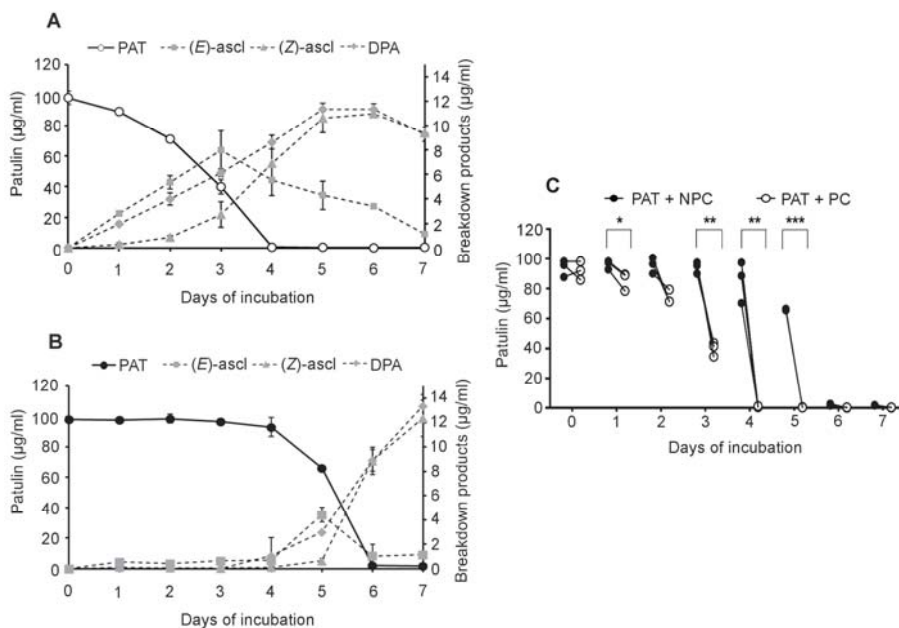 A
PAT (E)-ascl (Z)-ascl DPA
120
100
80
60
40
20
0
14
12
10
8
6
4
2
0
Patulin (µg/ml)
Breakdown products (µg/ml)
0 1 2 3 4 5 6 7
Days of incubation
B
PAT (E)-ascl (Z)-ascl DPA
120
100
80
60
40
20
0
14
12
10
8
6
4
2
0
Patulin (µg/ml)
Breakdown products (µg/ml)
0 1 2 3 4 5 6 7
Days of incubation
C
PAT + NPC PAT + PC
* ** ** ***
120
100
80
60
40
20
0
Patulin (µg/ml)
0 1 2 3 4 5 6 7
Days of incubation